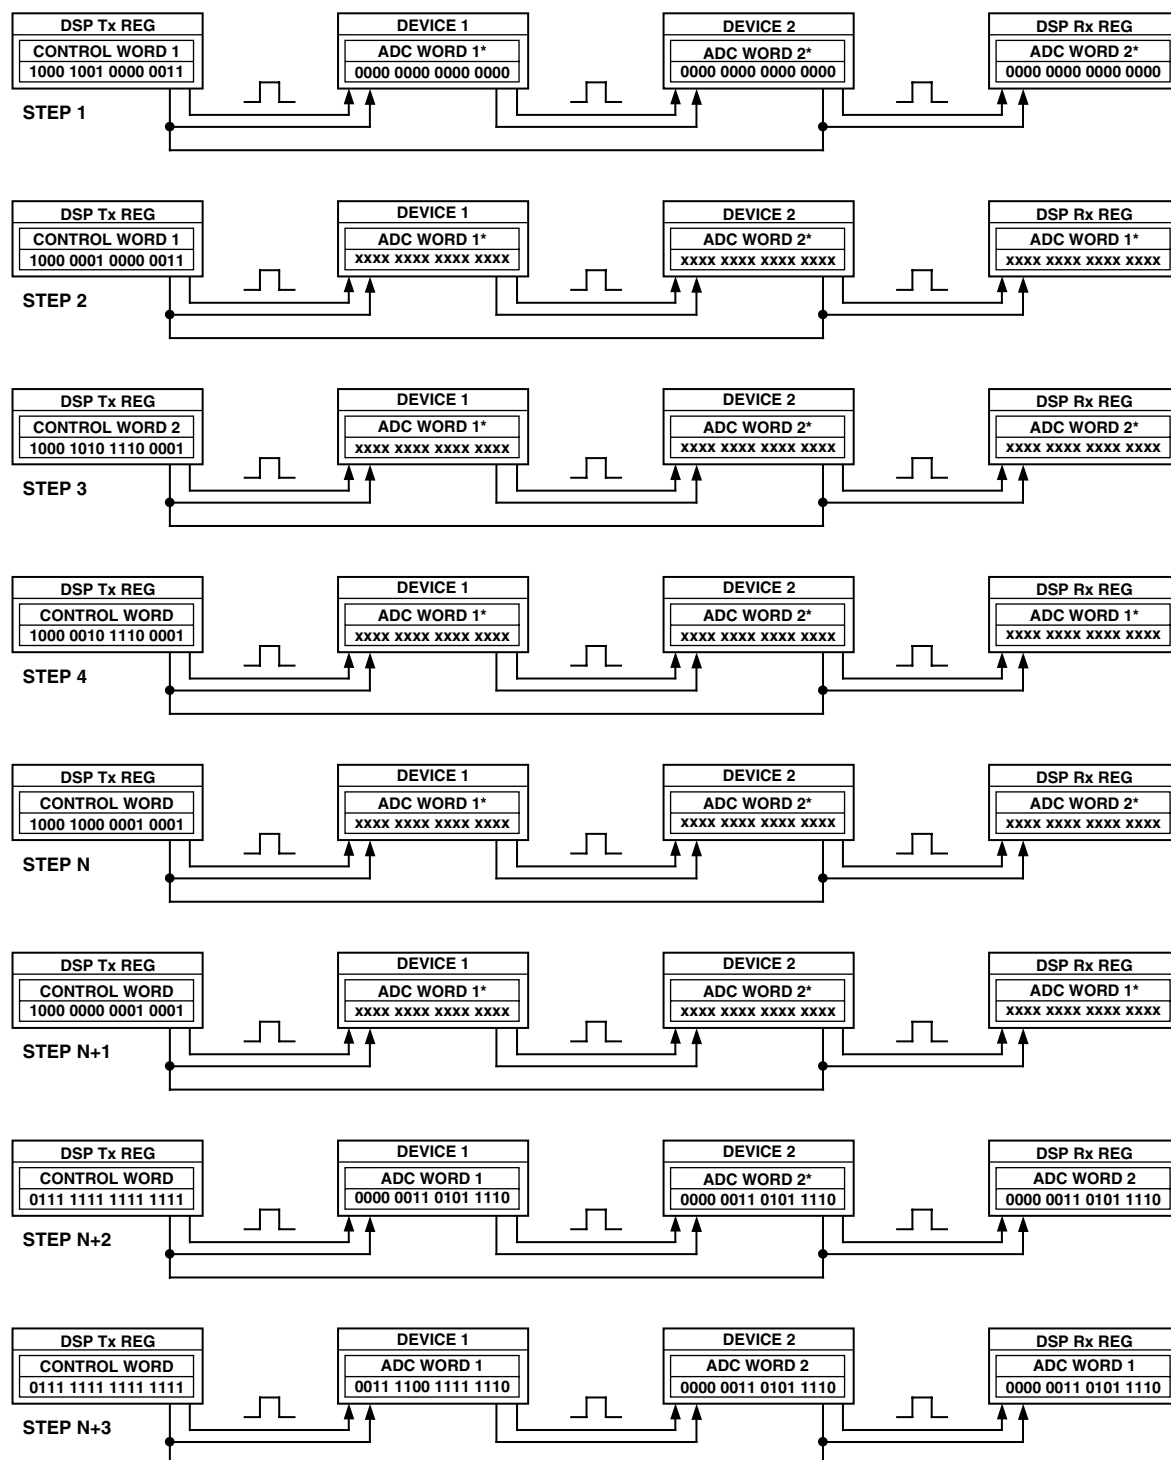 DSP Tx REG
CONTROL WORD 1
1000 1001 0000 0011
DEVICE 1
ADC WORD 1*
0000 0000 0000 0000
DEVICE 2
ADC WORD 2*
0000 0000 0000 0000
DSP Rx REG
ADC WORD 2*
0000 0000 0000 0000
STEP 1
DSP Tx REG
CONTROL WORD 1
1000 0001 0000 0011
DEVICE 1
ADC WORD 1*
xxxx xxxx xxxx xxxx
DEVICE 2
ADC WORD 2*
xxxx xxxx xxxx xxxx
DSP Rx REG
ADC WORD 1*
xxxx xxxx xxxx xxxx
STEP 2
DSP Tx REG
CONTROL WORD 2
1000 1010 1110 0001
DEVICE 1
ADC WORD 1*
xxxx xxxx xxxx xxxx
DEVICE 2
ADC WORD 2*
xxxx xxxx xxxx xxxx
DSP Rx REG
ADC WORD 2*
xxxx xxxx xxxx xxxx
STEP 3
DSP Tx REG
CONTROL WORD
1000 0010 1110 0001
DEVICE 1
ADC WORD 1*
xxxx xxxx xxxx xxxx
DEVICE 2
ADC WORD 2*
xxxx xxxx xxxx xxxx
DSP Rx REG
ADC WORD 1*
xxxx xxxx xxxx xxxx
STEP 4
DSP Tx REG
CONTROL WORD
1000 1000 0001 0001
DEVICE 1
ADC WORD 1*
xxxx xxxx xxxx xxxx
DEVICE 2
ADC WORD 2*
xxxx xxxx xxxx xxxx
DSP Rx REG
ADC WORD 2*
xxxx xxxx xxxx xxxx
STEP N
DSP Tx REG
CONTROL WORD
1000 0000 0001 0001
DEVICE 1
ADC WORD 1*
xxxx xxxx xxxx xxxx
DEVICE 2
ADC WORD 2*
xxxx xxxx xxxx xxxx
DSP Rx REG
ADC WORD 1*
xxxx xxxx xxxx xxxx
STEP N+1
DSP Tx REG
CONTROL WORD
0111 1111 1111 1111
DEVICE 1
ADC WORD 1
0000 0011 0101 1110
DEVICE 2
ADC WORD 2*
0000 0011 0101 1110
DSP Rx REG
ADC WORD 2
0000 0011 0101 1110
STEP N+2
DSP Tx REG
CONTROL WORD
0111 1111 1111 1111
DEVICE 1
ADC WORD 1
0011 1100 1111 1110
DEVICE 2
ADC WORD 2
0000 0011 0101 1110
DSP Rx REG
ADC WORD 1
0000 0011 0101 1110
STEP N+3